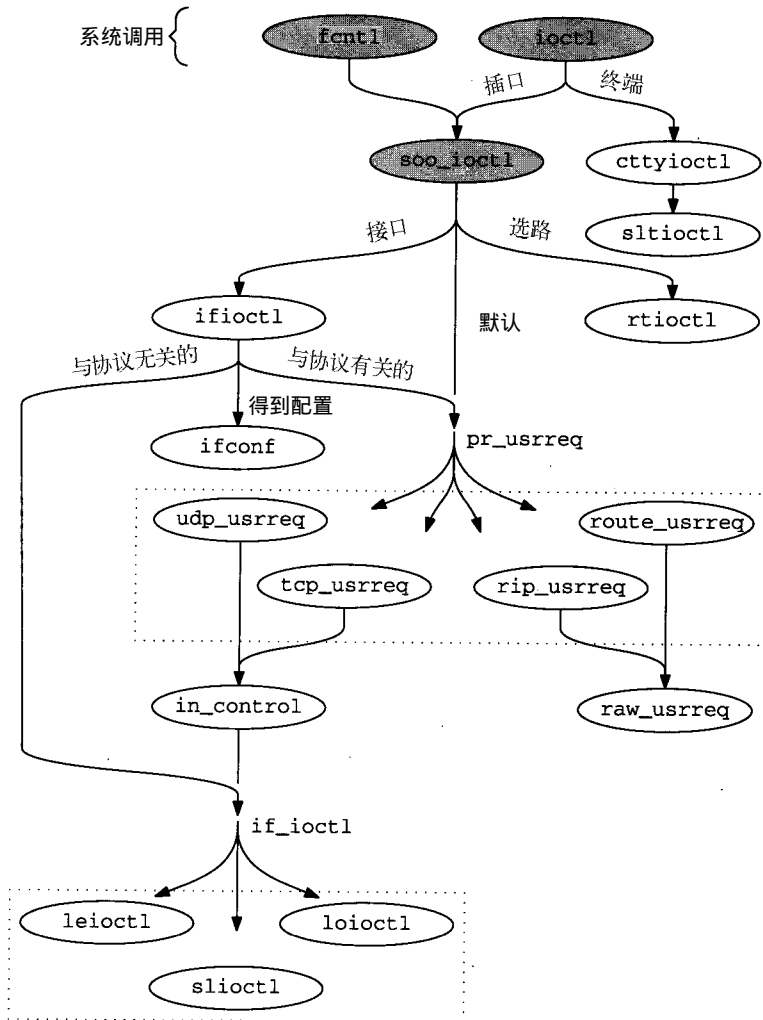 系统调用
fcntl
ioctl
插口
终端
soo_ioctl
cttyioctl
sltioctl
接口
选路
ifioctl
默认
rtioctl
与协议无关的
与协议有关的
得到配置
ifconf
pr_usrreq
udp_usrreq
route_usrreq
tcp_usrreq
rip_usrreq
in_control
raw_usrreq
if_ioctl
leioctl
loioctl
slioctl